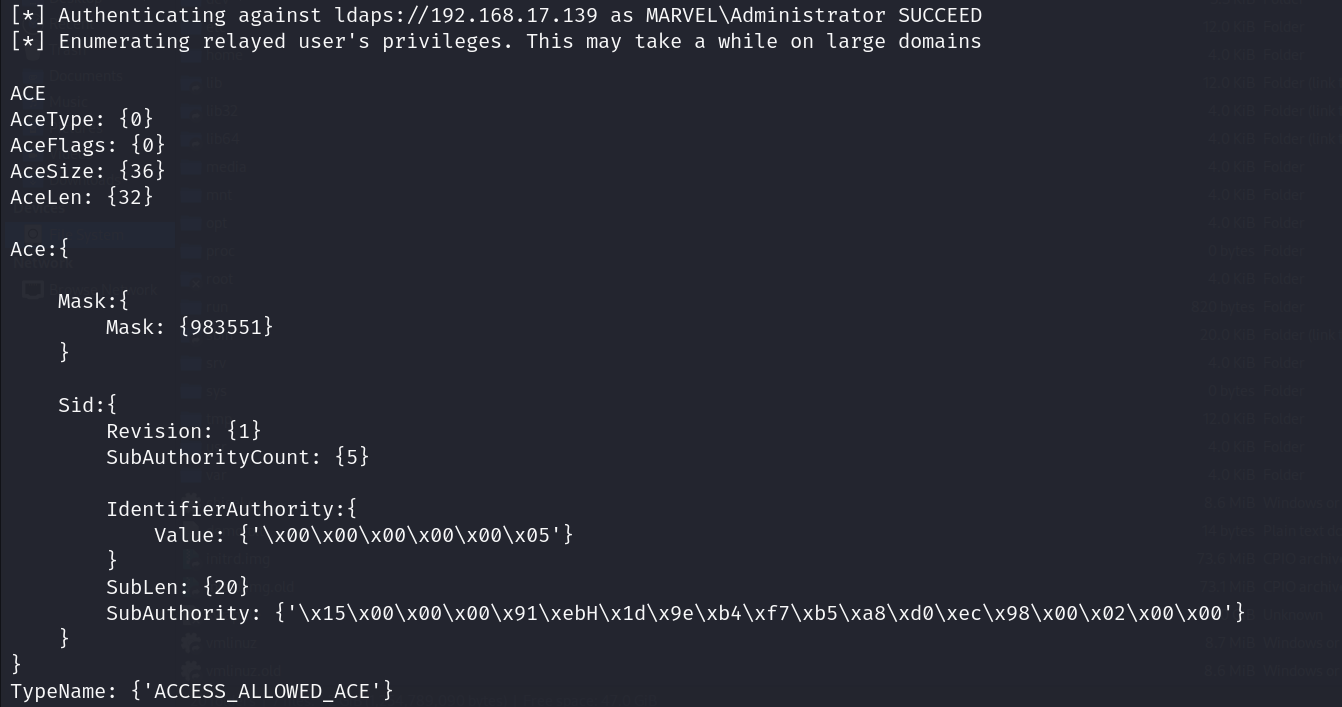 [*] Authenticating against ldaps://192.168.17.139 as MARVEL\Administrator SUCCEED
[*] Enumerating relayed user's privileges. This may take a while on large domains
ACE
AceType: {0}
AceFlags: {0}
AceSize: {36}
AceLen: {32}
Ace:{
Mask:{
Mask: {983551}
}
Sid:{
Revision: {1}
SubAuthorityCount: {5}
IdentifierAuthority:{
Value: {'\x00\x00\x00\x00\x00\x05'}
}
SubLen: {20}
SubAuthority: {'\x15\x00\x00\x00\x91\xebH\x1d\x9e\xb4\xf7\xb5\xa8\xd0\xec\x98\x00\x02\x00\x00'}
}
}
TypeName: {'ACCESS_ALLOWED_ACE'}